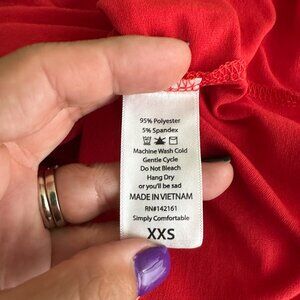 95% Polyester
5% Spandex
Machine Wash Cold
Gentle Cycle
Do Not Bleach
Hang Dry
or you'll be sad
MADE IN VIETNAM
RN#142161
Simply Comfortable
XXS